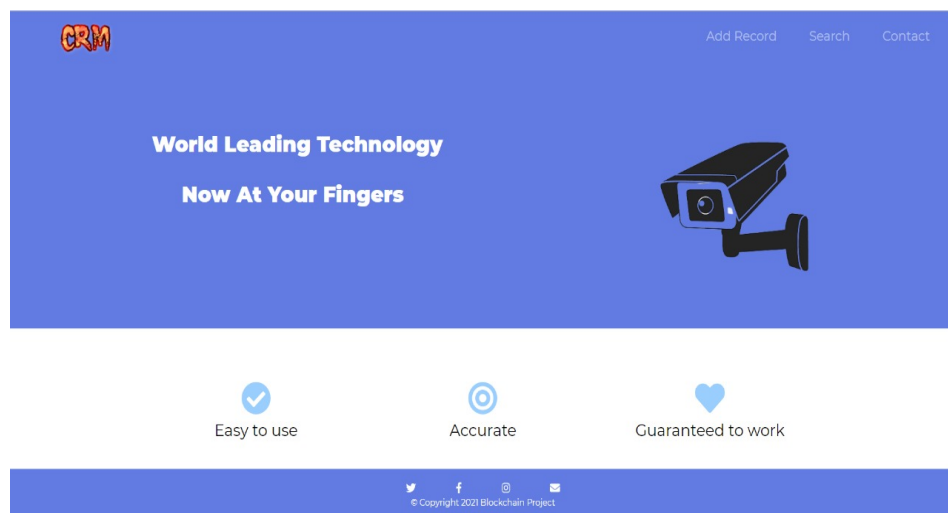 CRM
Add Record Search Contact
World Leading Technology
Now At Your Fingers
Easy to use Accurate Guaranteed to work
© Copyright 2021 Blockchain Project